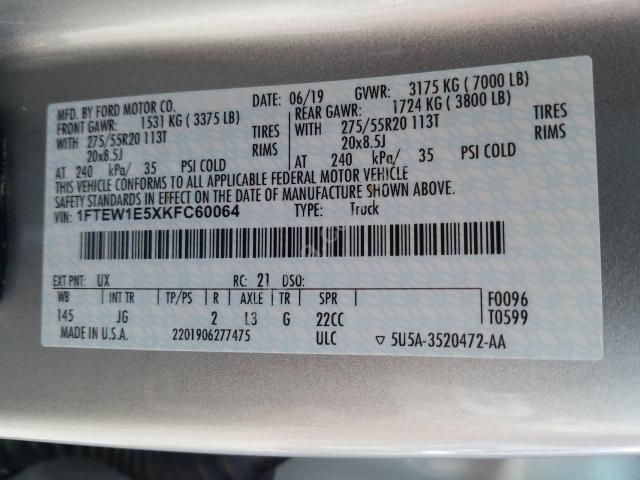 MFD. BY FORD MOTOR CO.
DATE: 06/19 GVWR: 3175 KG ( 7000 LB)
FRONT GAWR: 1531 KG ( 3375 LB)
REAR GAWR: 1724 KG ( 3800 LB)
WITH 275/55R20 113T TIRES
WITH 275/55R20 113T TIRES
20x8.5J RIMS
20x8.5J RIMS
AT 240 kPa/ 35 PSI COLD
AT 240 kPa/ 35 PSI COLD
THIS VEHICLE CONFORMS TO ALL APPLICABLE FEDERAL MOTOR VEHICLE
SAFETY STANDARDS IN EFFECT ON THE DATE OF MANUFACTURE SHOWN ABOVE.
VIN: 1FTEW1E5XKFC60064 TYPE: Truck
EXT PNT: UX RC: 21 DSO:
WB INT TR TP/PS R AXLE TR SPR F0096
145 JG 2 L3 G 22CC T0599
MADE IN U.S.A. 2201906277475 ULC ▽ 5U5A-3520472-AA